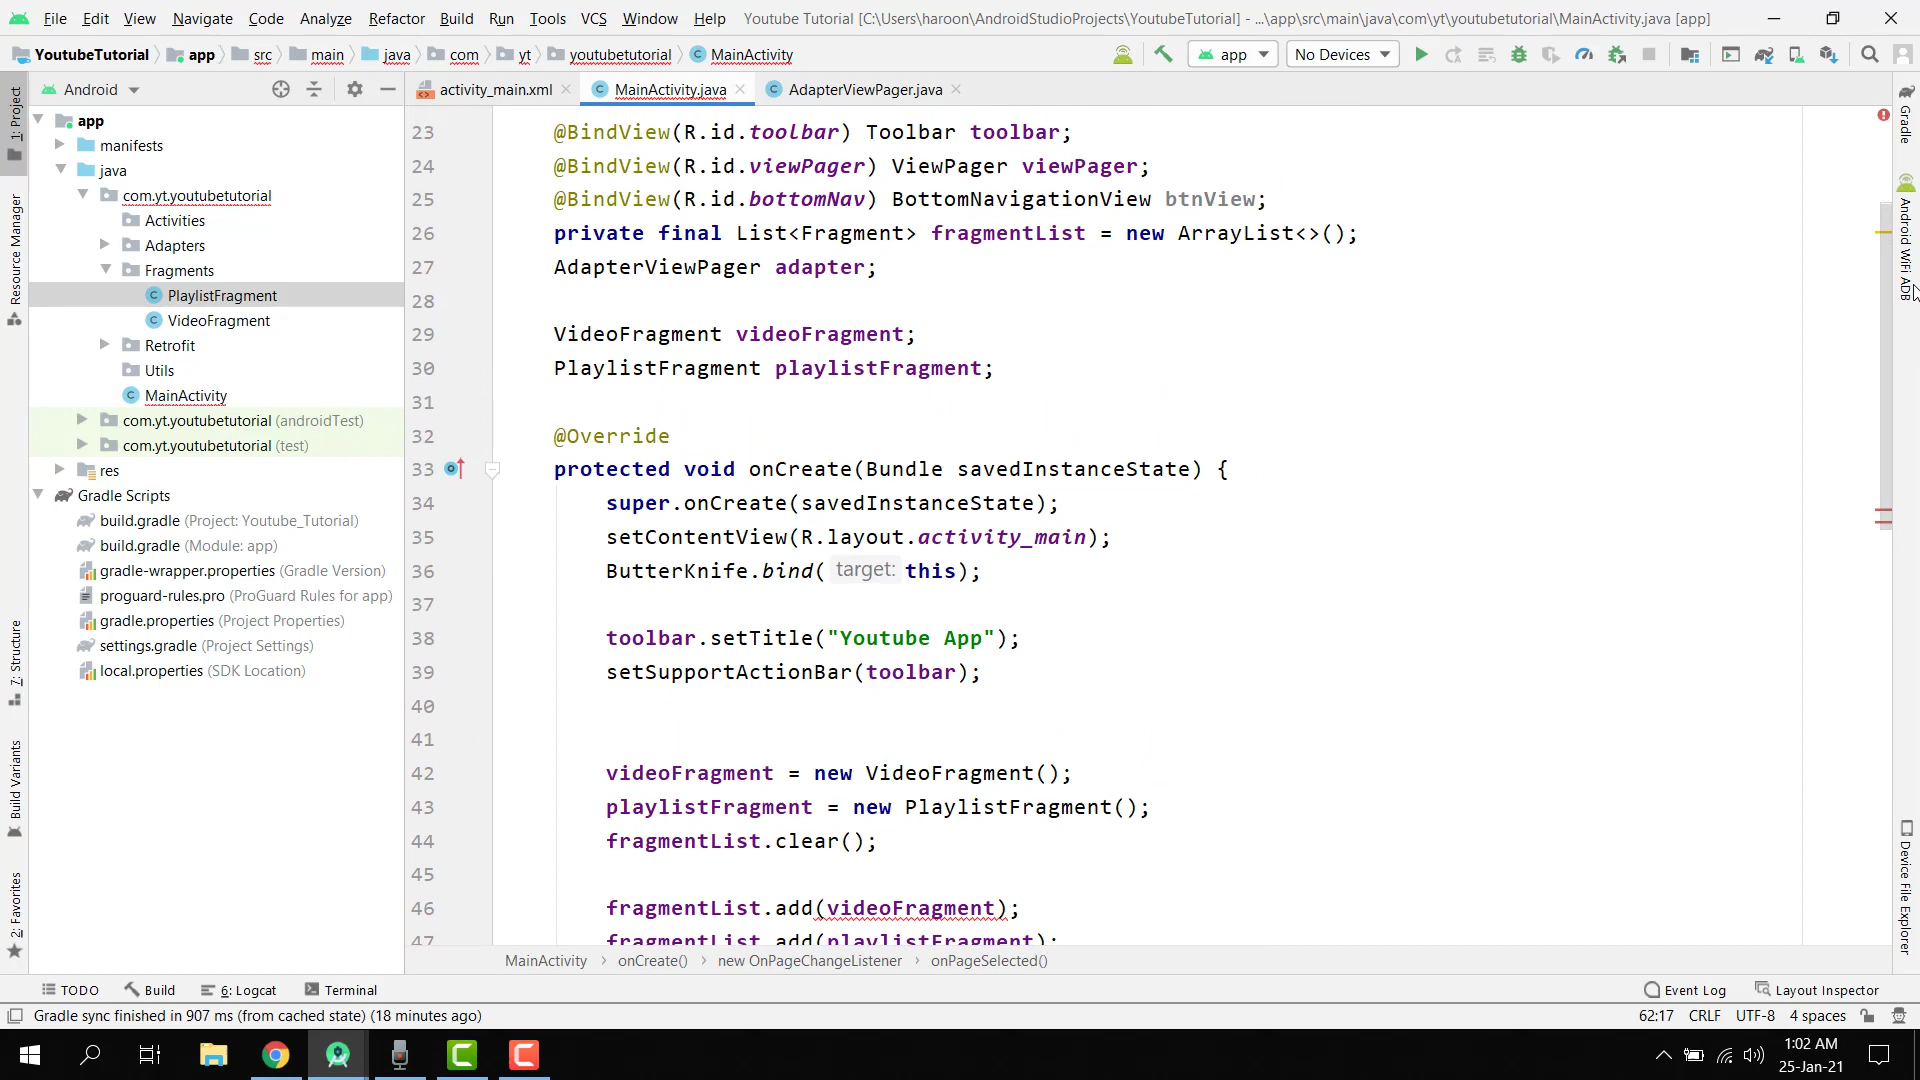 File Edit View Navigate Code Analyze Refactor Build Run Tools VCS Window Help Youtube Tutorial [C:\Users\haroon\AndroidStudioProjects\YoutubeTutorial] - ...\app\src\main\java\com\yt\youtubetutorial\MainActivity.java [app]
YoutubeTutorial app src main java com yt youtubetutorial MainActivity app No Devices
Android activity_main.xml MainActivity.java AdapterViewPager.java
1: Project
Resource Manager
7: Structure
Build Variants
2: Favorites
app
manifests
java
com.yt.youtubetutorial
Activities
Adapters
Fragments
PlaylistFragment
VideoFragment
Retrofit
Utils
MainActivity
com.yt.youtubetutorial (androidTest)
com.yt.youtubetutorial (test)
res
Gradle Scripts
build.gradle (Project: Youtube_Tutorial)
build.gradle (Module: app)
gradle-wrapper.properties (Gradle Version)
proguard-rules.pro (ProGuard Rules for app)
gradle.properties (Project Properties)
settings.gradle (Project Settings)
local.properties (SDK Location)
23 @BindView(R.id.toolbar) Toolbar toolbar;
24 @BindView(R.id.viewPager) ViewPager viewPager;
25 @BindView(R.id.bottomNav) BottomNavigationView btnView;
26 private final List<Fragment> fragmentList = new ArrayList<>();
27 AdapterViewPager adapter;
28
29 VideoFragment videoFragment;
30 PlaylistFragment playlistFragment;
31
32 @Override
33 protected void onCreate(Bundle savedInstanceState) {
34 super.onCreate(savedInstanceState);
35 setContentView(R.layout.activity_main);
36 ButterKnife.bind( target: this);
37
38 toolbar.setTitle("Youtube App");
39 setSupportActionBar(toolbar);
40
41
42 videoFragment = new VideoFragment();
43 playlistFragment = new PlaylistFragment();
44 fragmentList.clear();
45
46 fragmentList.add(videoFragment);
47 fragmentList.add(playlistFragment);
Gradle
Android WiFi ADB
Device File Explorer
MainActivity onCreate() new OnPageChangeListener onPageSelected()
TODO Build 6: Logcat Terminal Event Log Layout Inspector
Gradle sync finished in 907 ms (from cached state) (18 minutes ago) 62:17 CRLF UTF-8 4 spaces
1:02 AM
25-Jan-21